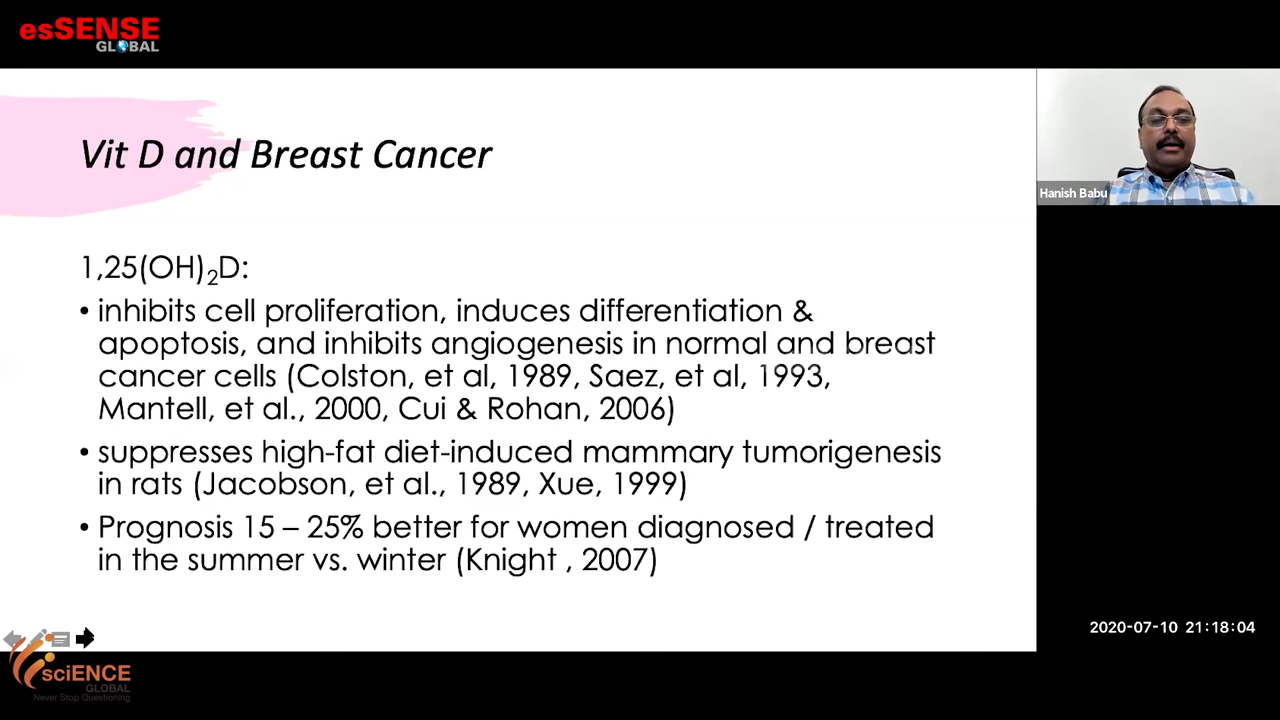 esSENSE
GLOBAL
Vit D and Breast Cancer
Hanish Babu
1,25(OH)₂D:
• inhibits cell proliferation, induces differentiation &
apoptosis, and inhibits angiogenesis in normal and breast
cancer cells (Colston, et al, 1989, Saez, et al, 1993,
Mantell, et al., 2000, Cui & Rohan, 2006)
• suppresses high-fat diet-induced mammary tumorigenesis
in rats (Jacobson, et al., 1989, Xue, 1999)
• Prognosis 15 – 25% better for women diagnosed / treated
in the summer vs. winter (Knight , 2007)
2020-07-10 21:18:04
sciENCE
GLOBAL
Never Stop Questioning